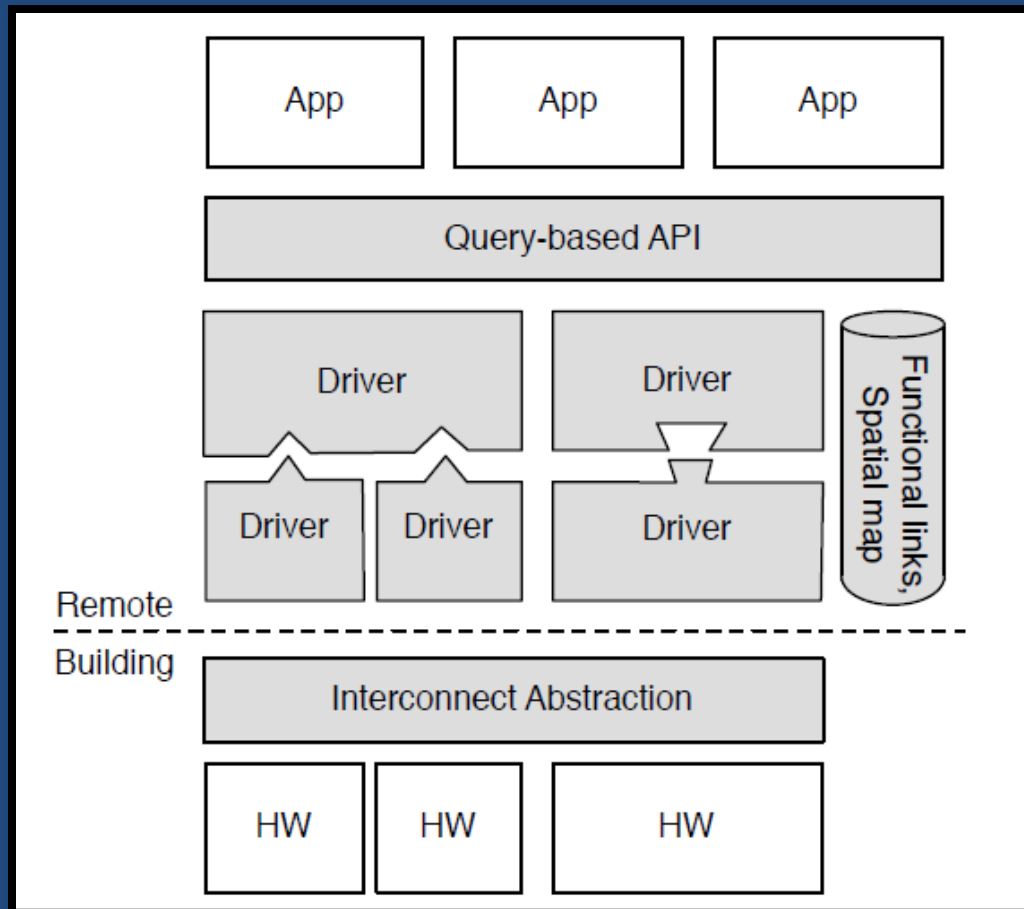 App
App
App
Query-based API
Driver
Driver
Functional links,
Spatial map
Driver
Driver
Driver
Remote
Building
Interconnect Abstraction
HW
HW
HW